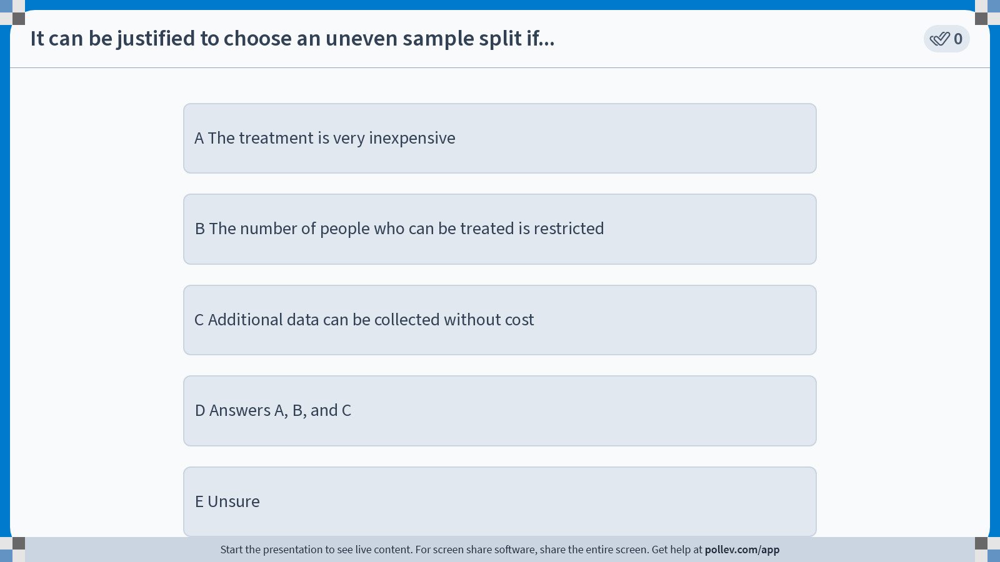 It can be justified to choose an uneven sample split if...
0
A The treatment is very inexpensive
B The number of people who can be treated is restricted
C Additional data can be collected without cost
D Answers A, B, and C
E Unsure
Start the presentation to see live content. For screen share software, share the entire screen. Get help at pollev.com/app